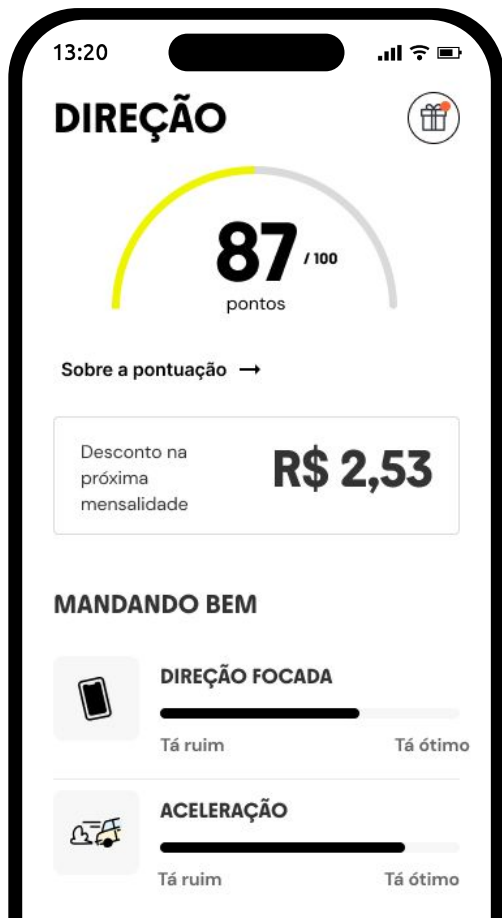 13:20
DIREÇÃO
87 / 100
pontos
Sobre a pontuação →
Desconto na
próxima
mensalidade
R$ 2,53
MANDANDO BEM
DIREÇÃO FOCADA
Tá ruim Tá ótimo
ACELERAÇÃO
Tá ruim Tá ótimo